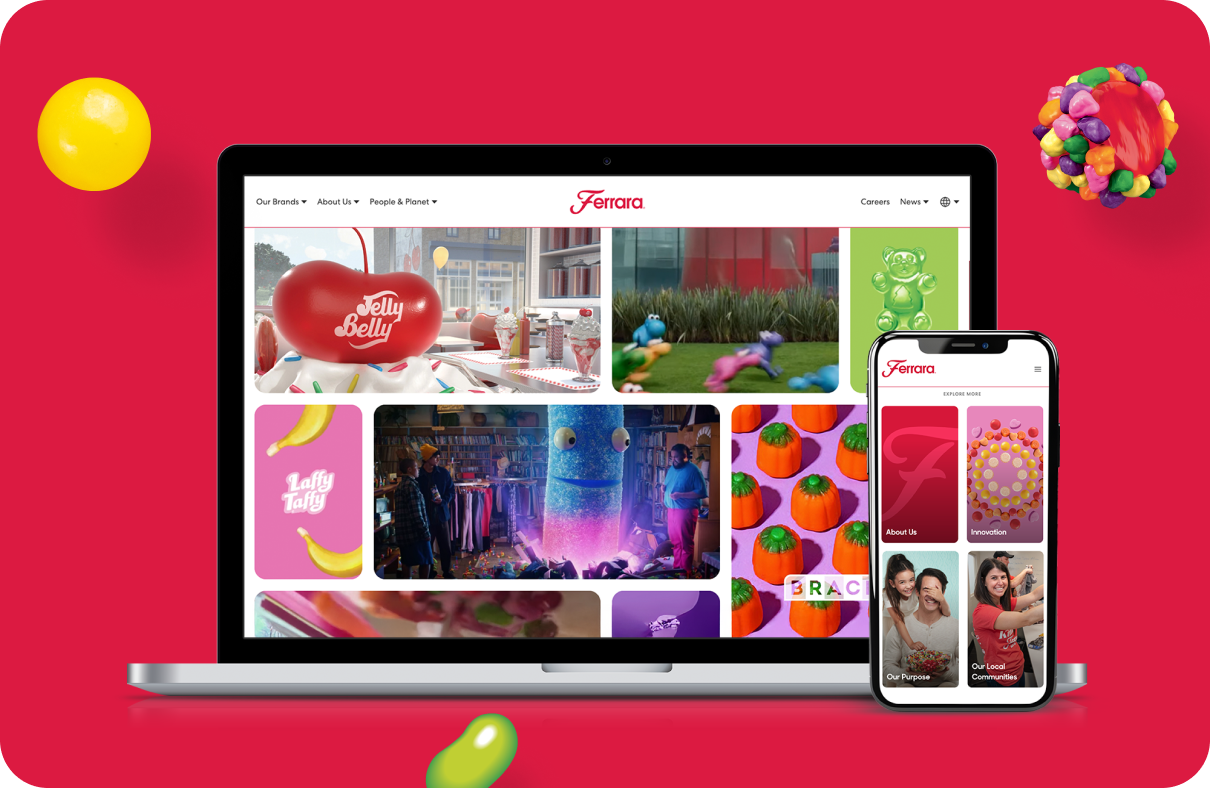 Our Brands
About Us
People & Planet
Ferrara
Careers
News
Jelly
Belly
Laffy
Taffy
Ferrara
EXPLORE MORE
About Us
Innovation
Our Purpose
Our Local
Communities